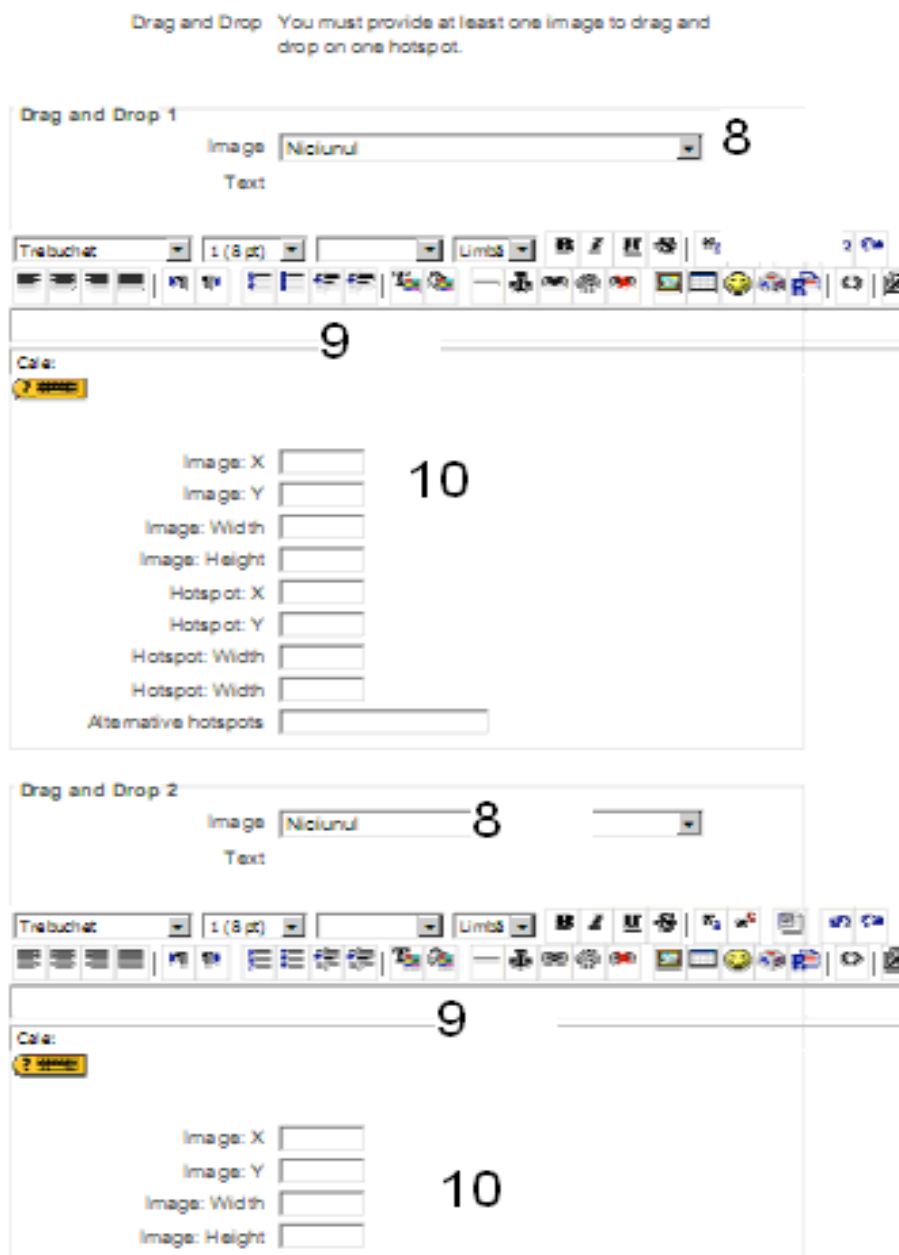 Drag and Drop You must provide at least one image to drag and
drop on one hotspot.
Drag and Drop 1
Image Niciunul 8
Text
Trebuchet 1 (8 pt) Limbă B I U S
9
Cale:
?
Image: X
10
Image: Y
Image: Width
Image: Height
Hotspot: X
Hotspot: Y
Hotspot: Width
Hotspot: Width
Alternative hotspots
Drag and Drop 2
Image Niciunul 8
Text
Trebuchet 1 (8 pt) Limbă B I U S
9
Cale:
?
Image: X
Image: Y
10
Image: Width
Image: Height